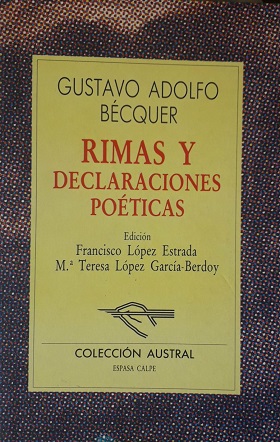 GUSTAVO ADOLFO
BÉCQUER
RIMAS Y
DECLARACIONES
POÉTICAS
Edición
Francisco López Estrada
M.ª Teresa López García-Berdoy
COLECCIÓN AUSTRAL
ESPASA CALPE